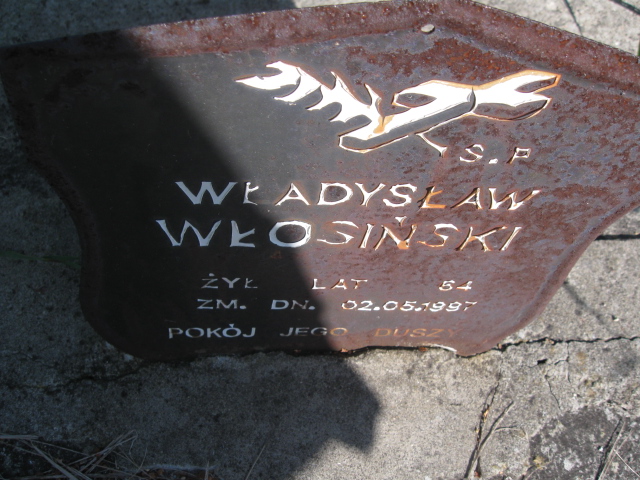 S.P
WŁADYSŁAW
WŁOSIŃSKI
ŻYŁ LAT 54
ZM. DN. 02.05.1997
POKÓJ JEGO DUSZY